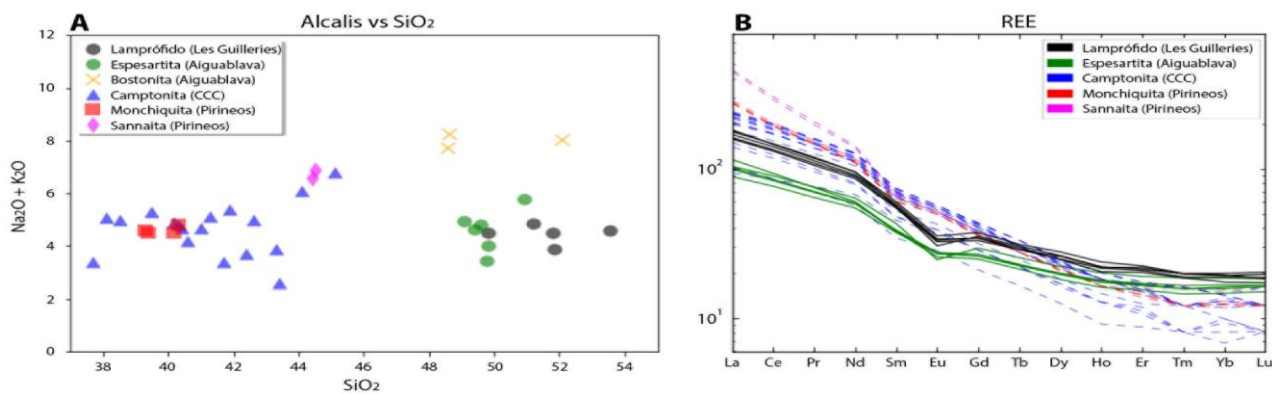 A
Alcalis vs SiO2
Na2O + K2O
12
10
8
6
4
2
0
Lamprófido (Les Guilleries)
Espesartita (Aiguablava)
Bostonita (Aiguablava)
Camptonita (CCC)
Monchiquita (Pirineos)
Sannaita (Pirineos)
38 40 42 44 46 48 50 52 54
SiO2
B
REE
10²
10¹
Lamprófido (Les Guilleries)
Espesartita (Aiguablava)
Camptonita (CCC)
Monchiquita (Pirineos)
Sannaita (Pirineos)
La Ce Pr Nd Sm Eu Gd Tb Dy Ho Er Tm Yb Lu